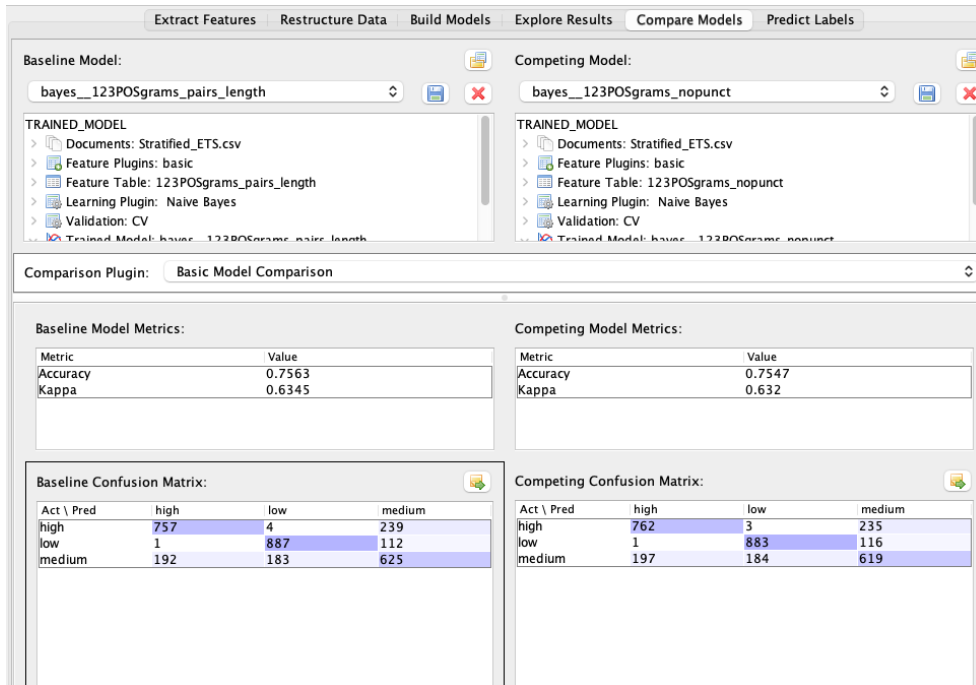 Extract Features Restructure Data Build Models Explore Results Compare Models Predict Labels
Baseline Model:
bayes__123POSgrams_pairs_length
TRAINED_MODEL
Documents: Stratified_ETS.csv
Feature Plugins: basic
Feature Table: 123POSgrams_pairs_length
Learning Plugin: Naive Bayes
Validation: CV
Trained Model: bayes__123POSgrams_pairs_length
Competing Model:
bayes__123POSgrams_nopunct
TRAINED_MODEL
Documents: Stratified_ETS.csv
Feature Plugins: basic
Feature Table: 123POSgrams_nopunct
Learning Plugin: Naive Bayes
Validation: CV
Trained Model: bayes__123POSgrams_nopunct
Comparison Plugin: Basic Model Comparison
Baseline Model Metrics:
Metric Value
Accuracy 0.7563
Kappa 0.6345
Competing Model Metrics:
Metric Value
Accuracy 0.7547
Kappa 0.632
Baseline Confusion Matrix:
Act \ Pred high low medium
high 757 4 239
low 1 887 112
medium 192 183 625
Competing Confusion Matrix:
Act \ Pred high low medium
high 762 3 235
low 1 883 116
medium 197 184 619